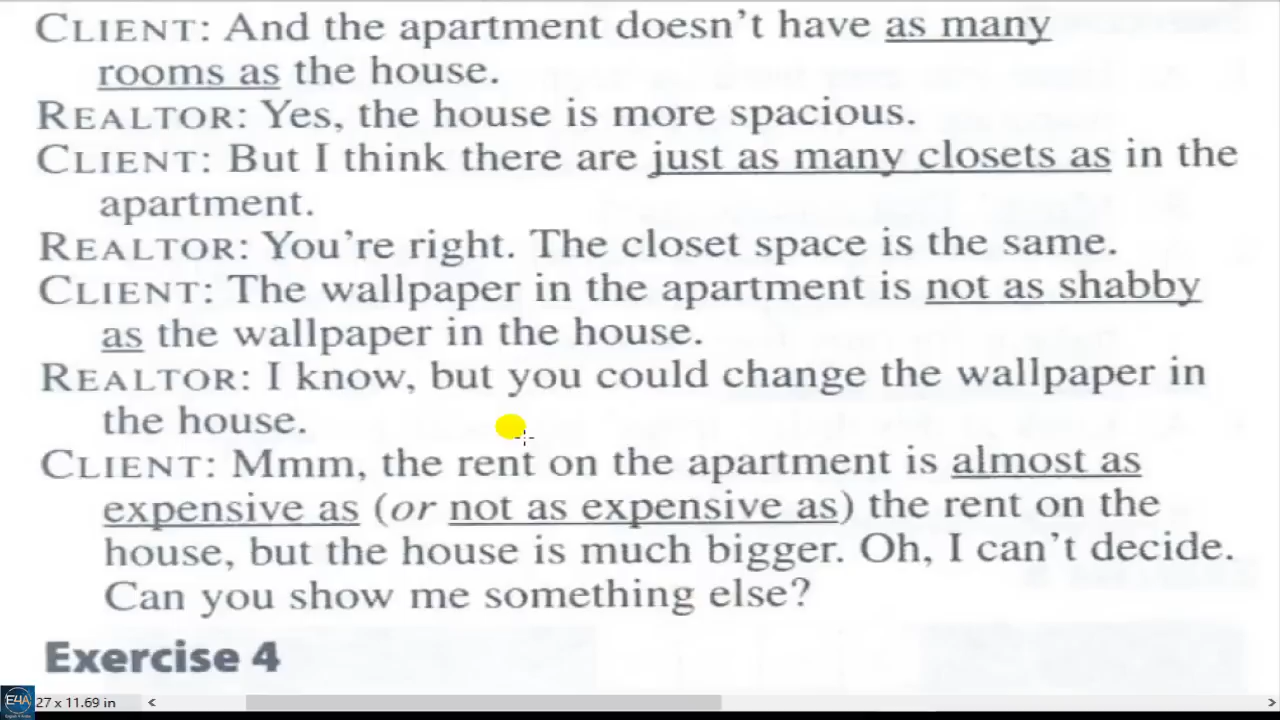 CLIENT: And the apartment doesn't have as many
rooms as the house.
REALTOR: Yes, the house is more spacious.
CLIENT: But I think there are just as many closets as in the
apartment.
REALTOR: You're right. The closet space is the same.
CLIENT: The wallpaper in the apartment is not as shabby
as the wallpaper in the house.
REALTOR: I know, but you could change the wallpaper in
the house.
CLIENT: Mmm, the rent on the apartment is almost as
expensive as (or not as expensive as) the rent on the
house, but the house is much bigger. Oh, I can't decide.
Can you show me something else?
Exercise 4
E4A
27 x 11.69 in